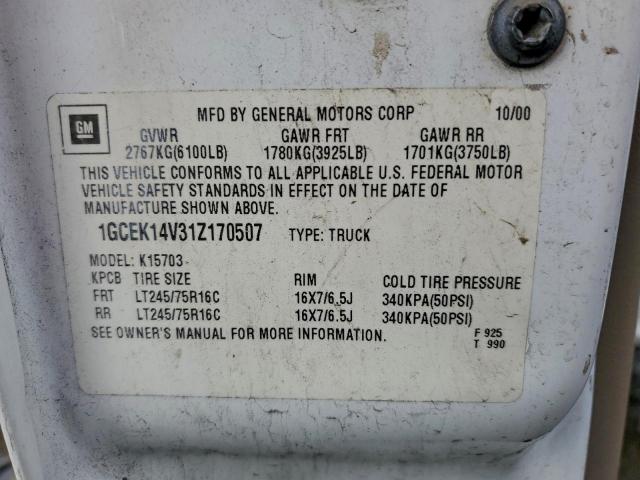 GM
MFD BY GENERAL MOTORS CORP 10/00
GVWR GAWR FRT GAWR RR
2767KG(6100LB) 1780KG(3925LB) 1701KG(3750LB)
THIS VEHICLE CONFORMS TO ALL APPLICABLE U.S. FEDERAL MOTOR
VEHICLE SAFETY STANDARDS IN EFFECT ON THE DATE OF
MANUFACTURE SHOWN ABOVE.
1GCEK14V31Z170507 TYPE: TRUCK
MODEL: K15703
KPCB TIRE SIZE RIM COLD TIRE PRESSURE
FRT LT245/75R16C 16X7/6.5J 340KPA(50PSI)
RR LT245/75R16C 16X7/6.5J 340KPA(50PSI)
SEE OWNER'S MANUAL FOR MORE INFORMATION. F 925
T 990